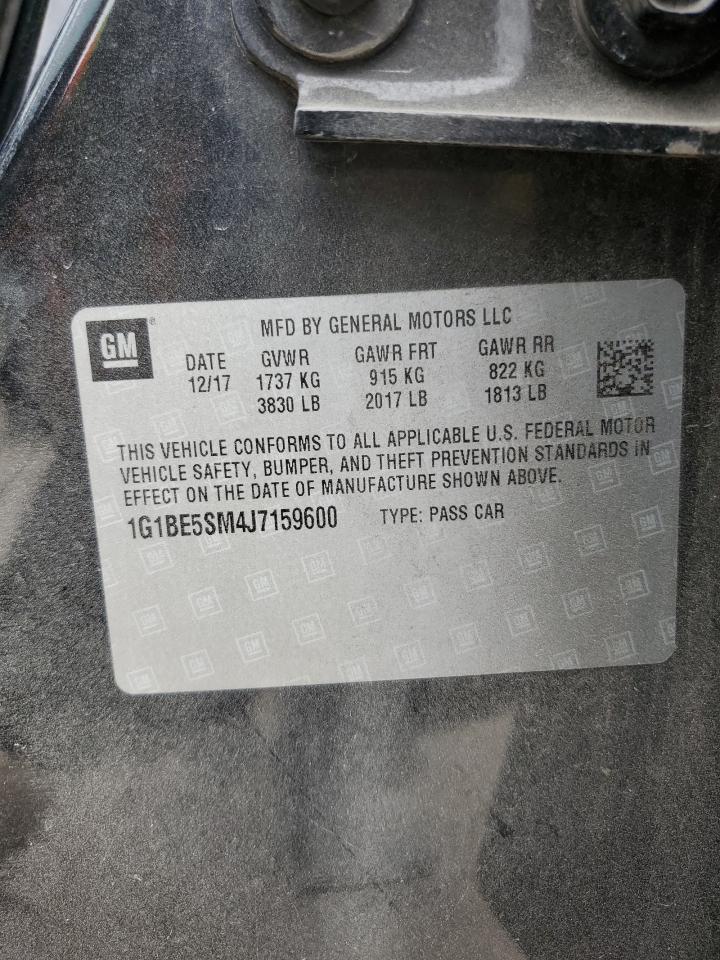 GM
MFD BY GENERAL MOTORS LLC
DATE GVWR GAWR FRT GAWR RR
12/17 1737 KG 915 KG 822 KG
3830 LB 2017 LB 1813 LB
THIS VEHICLE CONFORMS TO ALL APPLICABLE U.S. FEDERAL MOTOR
VEHICLE SAFETY, BUMPER, AND THEFT PREVENTION STANDARDS IN
EFFECT ON THE DATE OF MANUFACTURE SHOWN ABOVE.
1G1BE5SM4J7159600 TYPE: PASS CAR